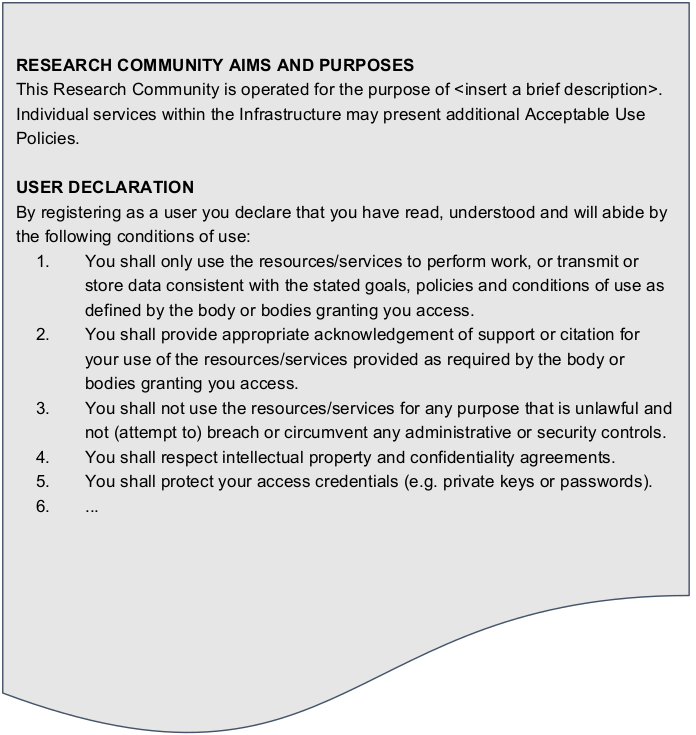 RESEARCH COMMUNITY AIMS AND PURPOSES
This Research Community is operated for the purpose of <insert a brief description>.
Individual services within the Infrastructure may present additional Acceptable Use
Policies.
USER DECLARATION
By registering as a user you declare that you have read, understood and will abide by
the following conditions of use:
1. You shall only use the resources/services to perform work, or transmit or
store data consistent with the stated goals, policies and conditions of use as
defined by the body or bodies granting you access.
2. You shall provide appropriate acknowledgement of support or citation for
your use of the resources/services provided as required by the body or
bodies granting you access.
3. You shall not use the resources/services for any purpose that is unlawful and
not (attempt to) breach or circumvent any administrative or security controls.
4. You shall respect intellectual property and confidentiality agreements.
5. You shall protect your access credentials (e.g. private keys or passwords).
6. ...